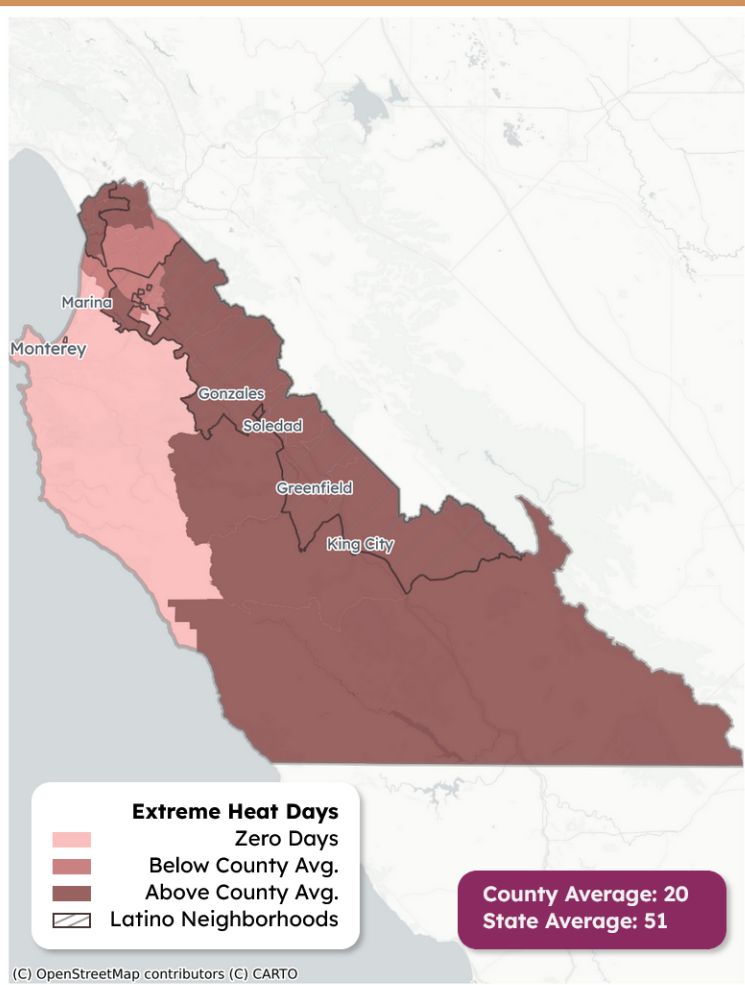 Marina
Monterey
Gonzales
Soledad
Greenfield
King City
Extreme Heat Days
Zero Days
Below County Avg.
Above County Avg.
Latino Neighborhoods
County Average: 20
State Average: 51
(C) OpenStreetMap contributors (C) CARTO